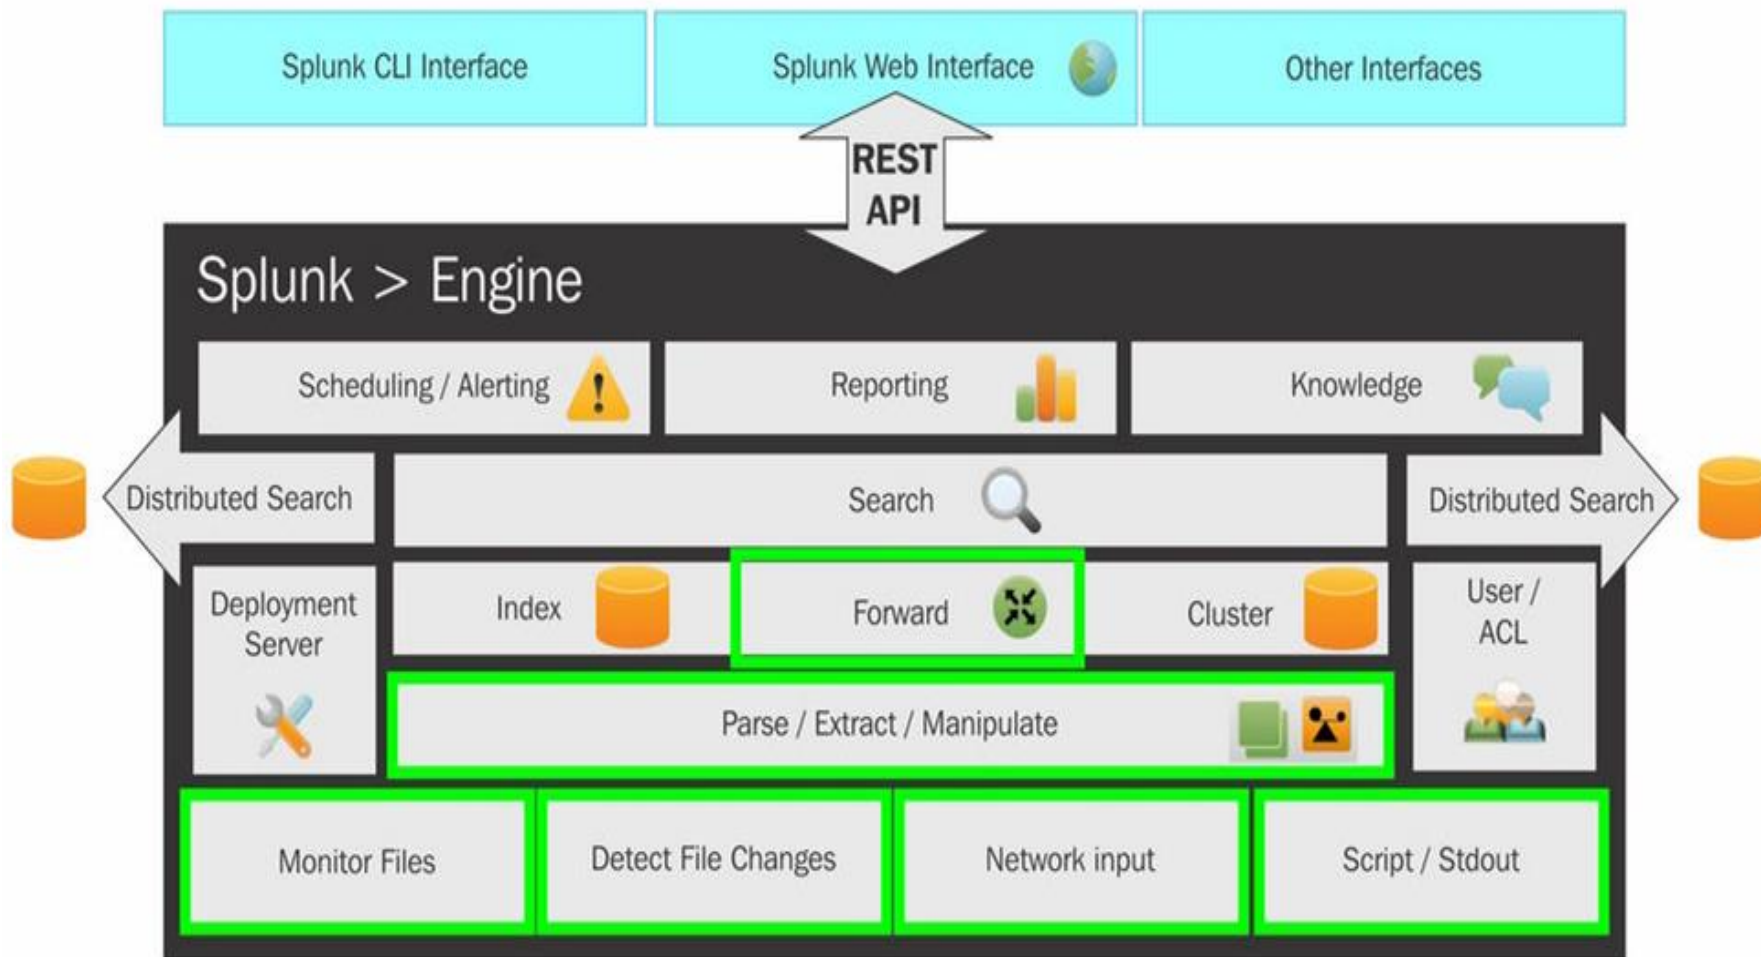 Splunk CLI Interface
Splunk Web Interface
Other Interfaces
REST
API
Splunk > Engine
Scheduling / Alerting
Reporting
Knowledge
Distributed Search
Search
Distributed Search
Deployment
Server
Index
Forward
Cluster
User /
ACL
Parse / Extract / Manipulate
Monitor Files
Detect File Changes
Network input
Script / Stdout